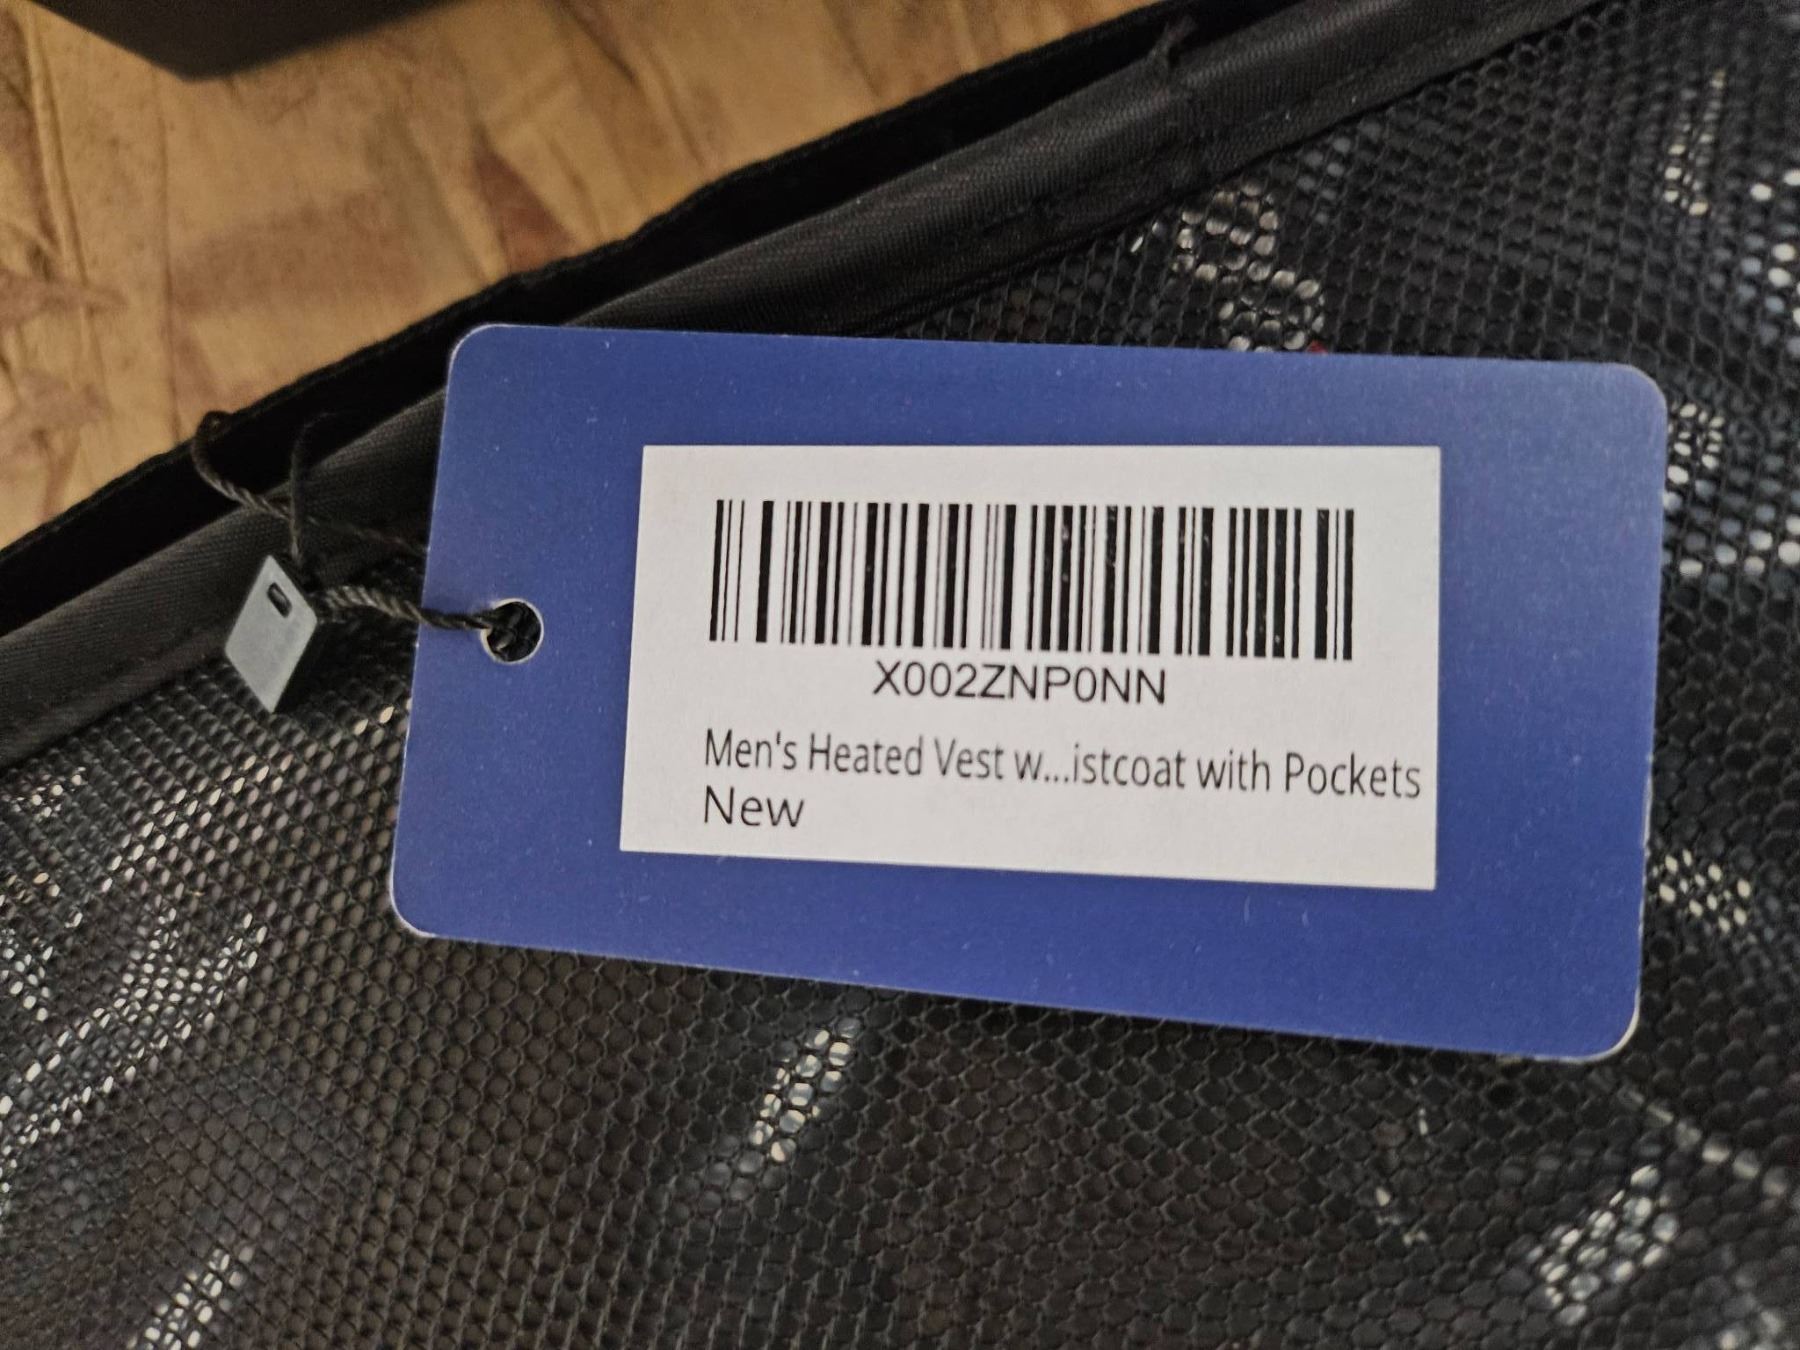 X002ZNP0NN
Men's Heated Vest w...istcoat with Pockets
New